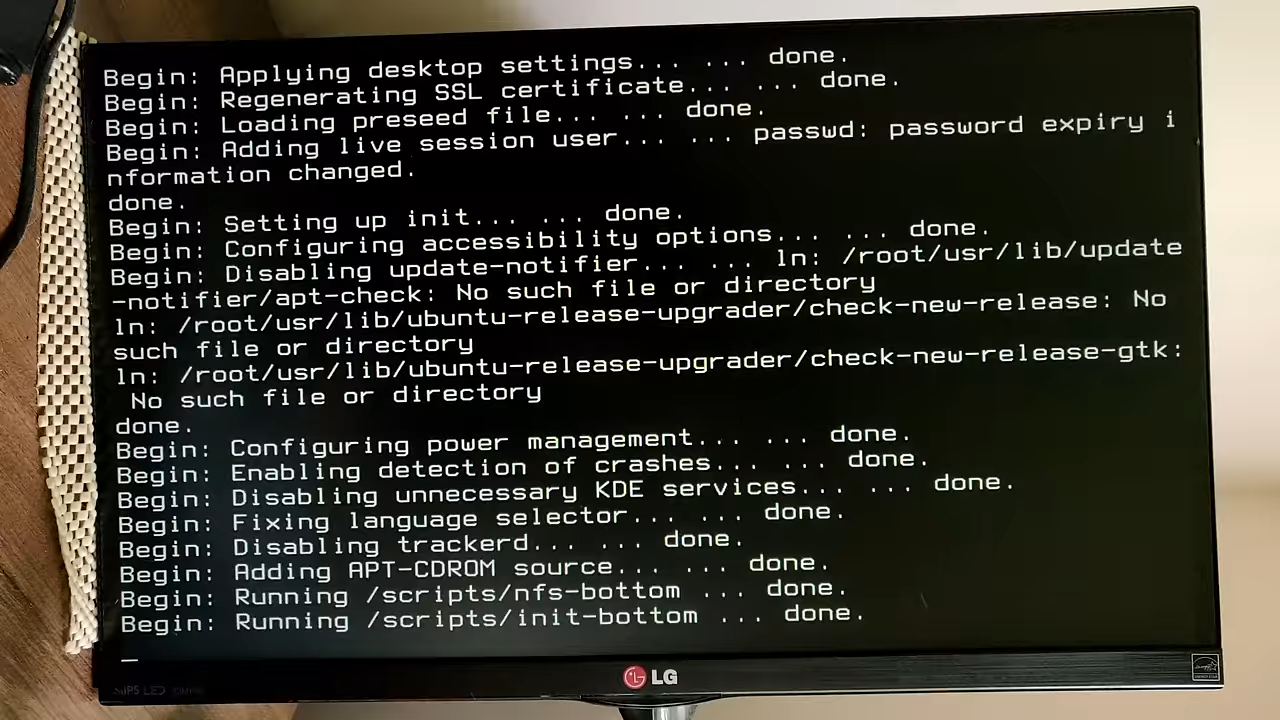 Begin: Applying desktop settings... ... done.
Begin: Regenerating SSL certificate... ... done.
Begin: Loading preseed file... ... done.
Begin: Adding live session user... ... passwd: password expiry i
nformation changed.
done.
Begin: Setting up init... ... done.
Begin: Configuring accessibility options... ... done.
Begin: Disabling update-notifier... ... ln: /root/usr/lib/update
-notifier/apt-check: No such file or directory
ln: /root/usr/lib/ubuntu-release-upgrader/check-new-release: No
such file or directory
ln: /root/usr/lib/ubuntu-release-upgrader/check-new-release-gtk:
 No such file or directory
done.
Begin: Configuring power management... ... done.
Begin: Enabling detection of crashes... ... done.
Begin: Disabling unnecessary KDE services... ... done.
Begin: Fixing language selector... ... done.
Begin: Disabling trackerd... ... done.
Begin: Adding APT-CDROM source... ... done.
Begin: Running /scripts/nfs-bottom ... done.
Begin: Running /scripts/init-bottom ... done.
_
LG